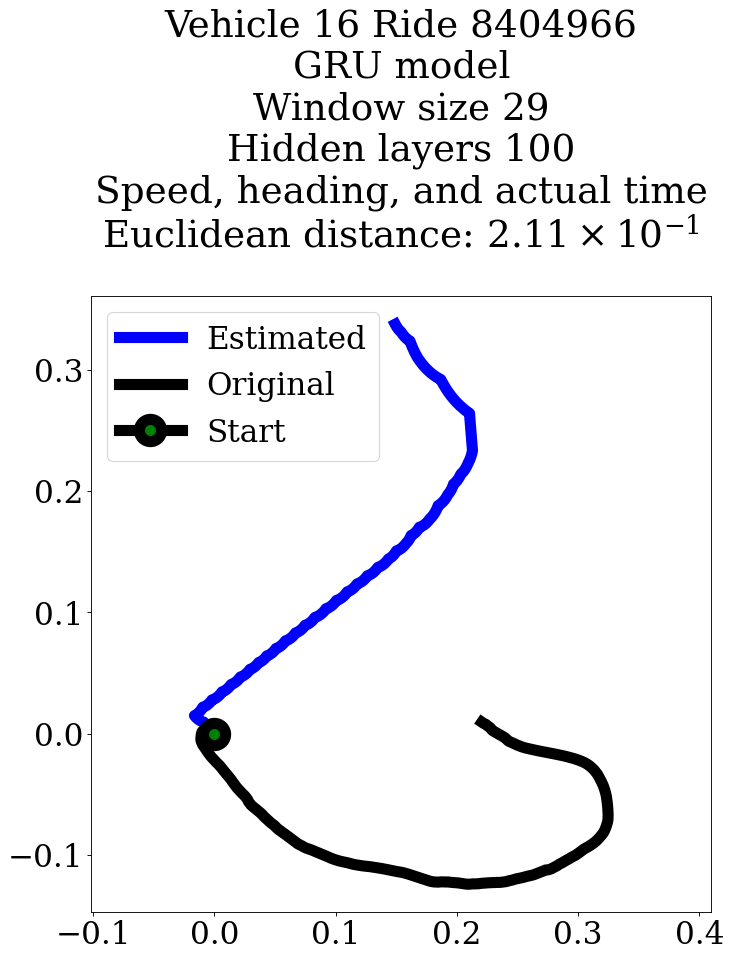 Vehicle 16 Ride 8404966
GRU model
Window size 29
Hidden layers 100
Speed, heading, and actual time
Euclidean distance: 2.11 × 10⁻¹
Estimated
Original
Start
0.3
0.2
0.1
0.0
−0.1
−0.1 0.0 0.1 0.2 0.3 0.4